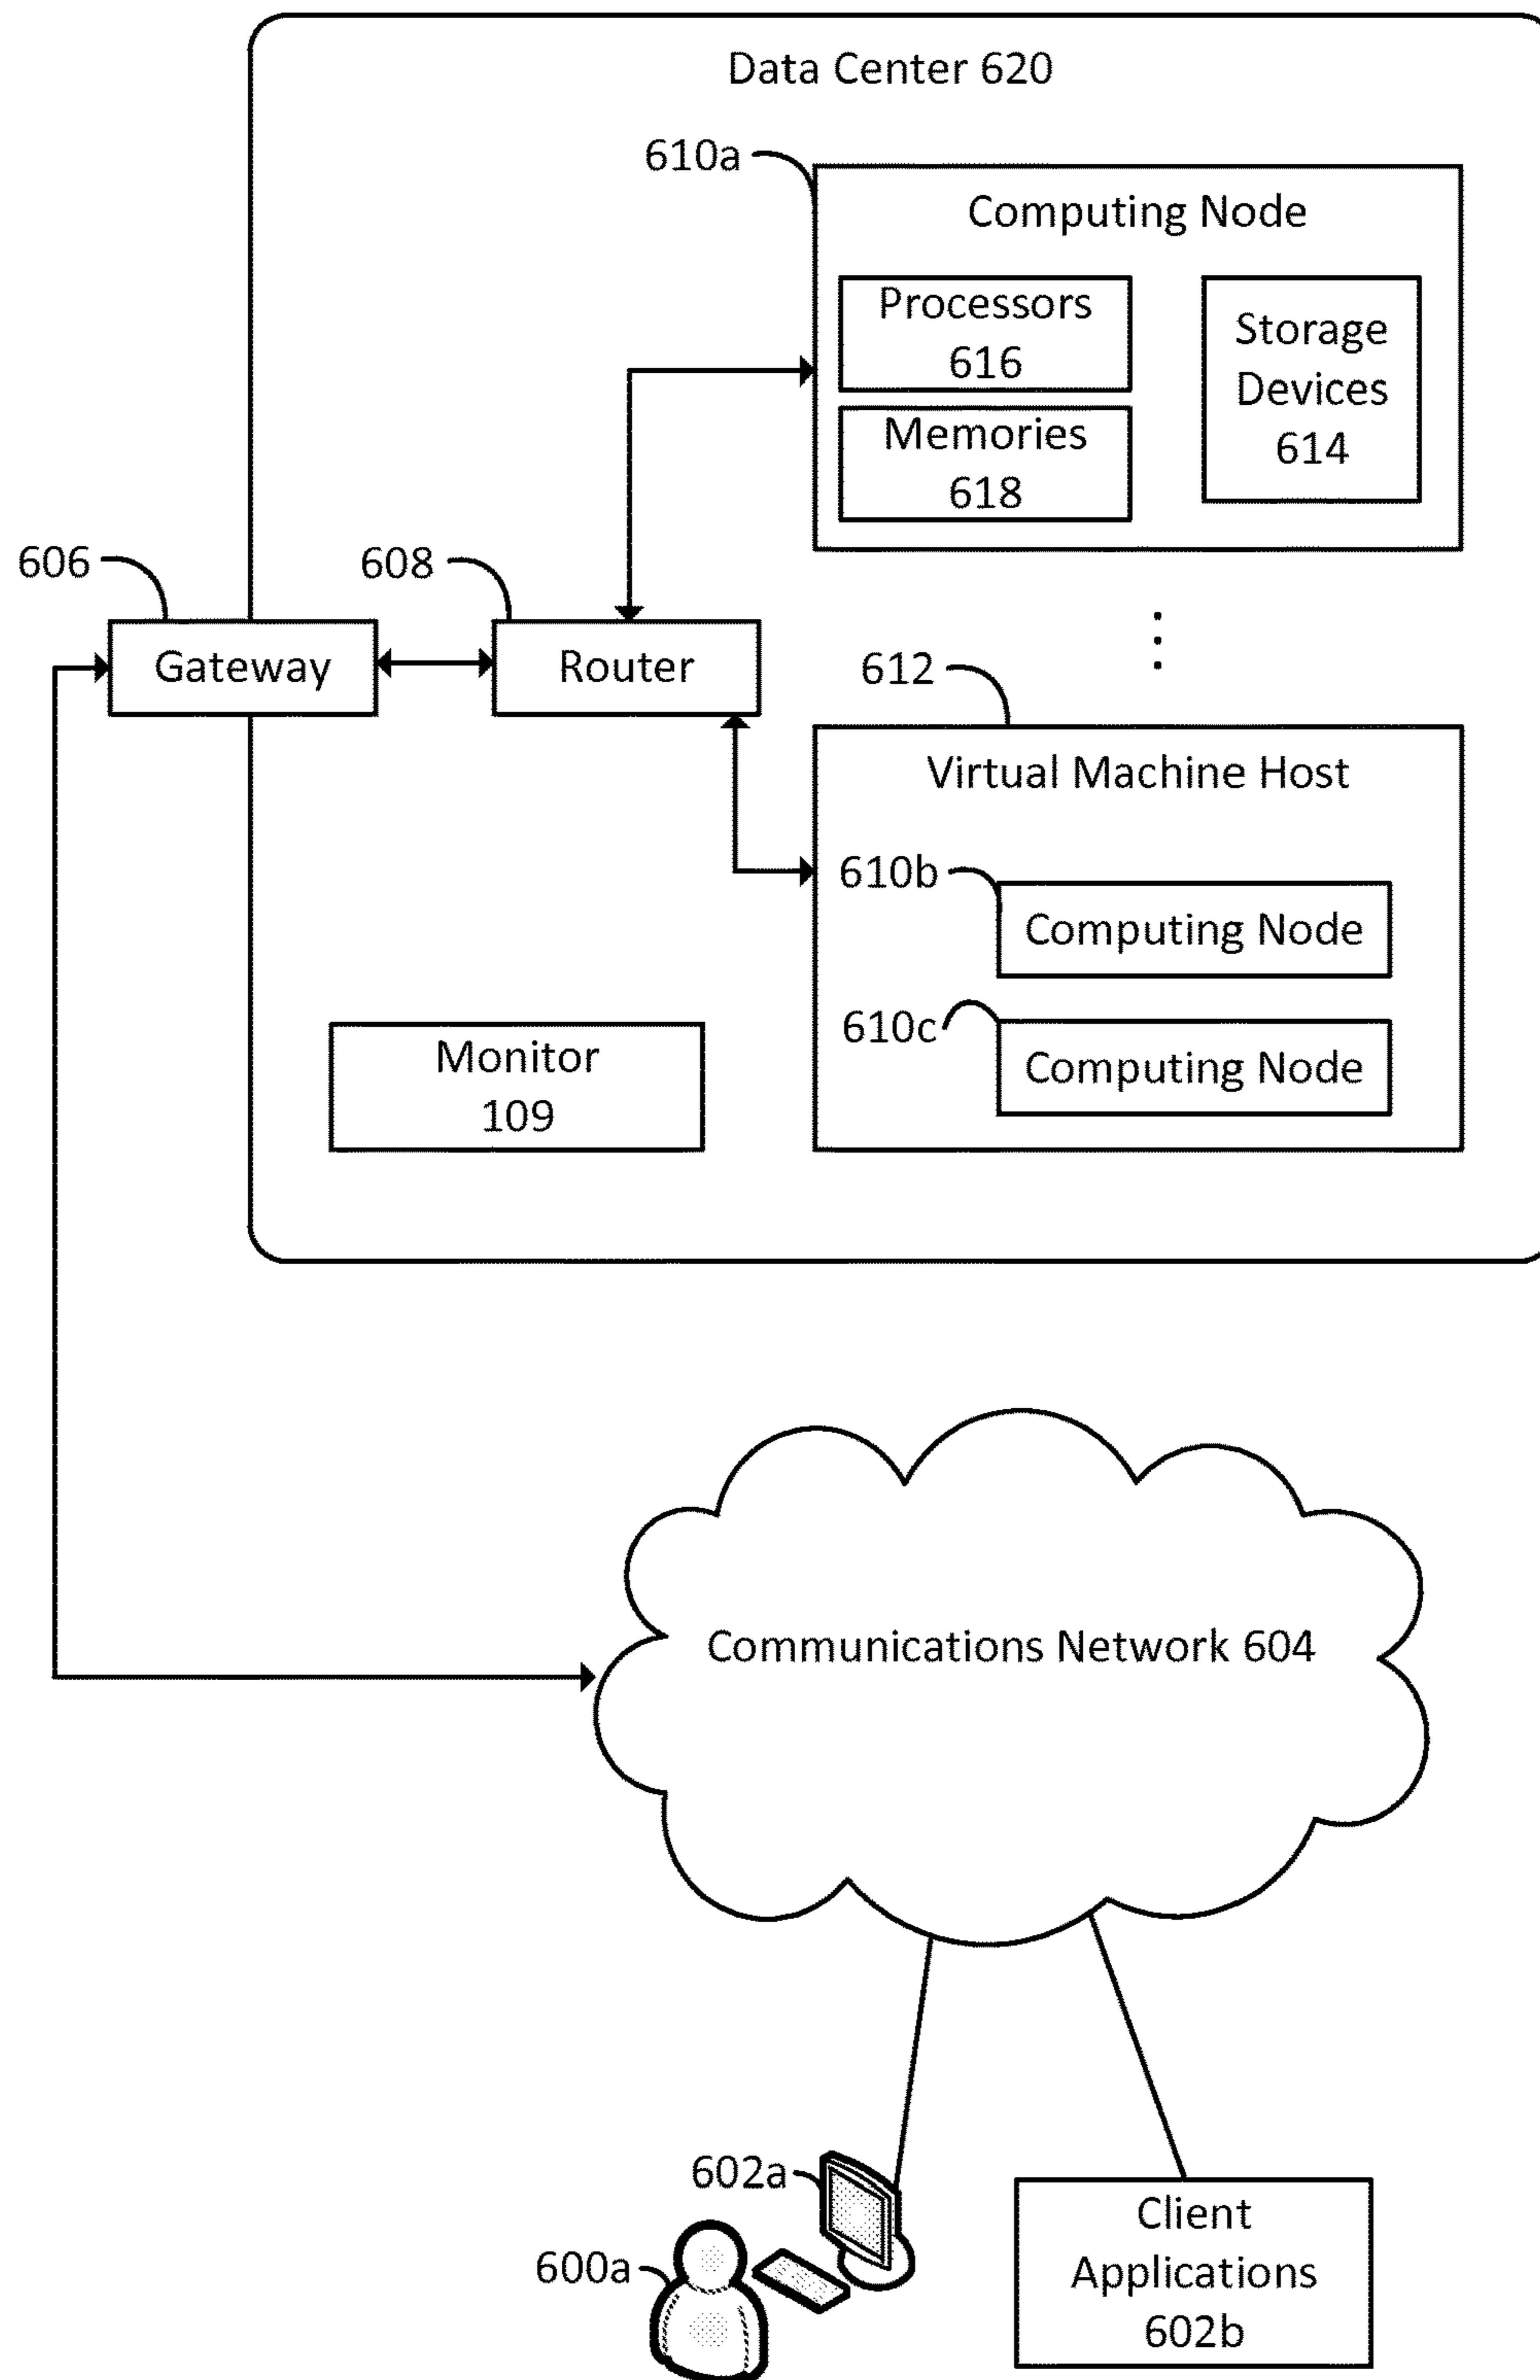 Data Center 620
610a
Computing Node
Processors
616
Memories
618
Storage
Devices
614
606
608
Gateway
Router
612
Virtual Machine Host
610b
Computing Node
610c
Computing Node
Monitor
109
Communications Network 604
602a
600a
Client
Applications
602b